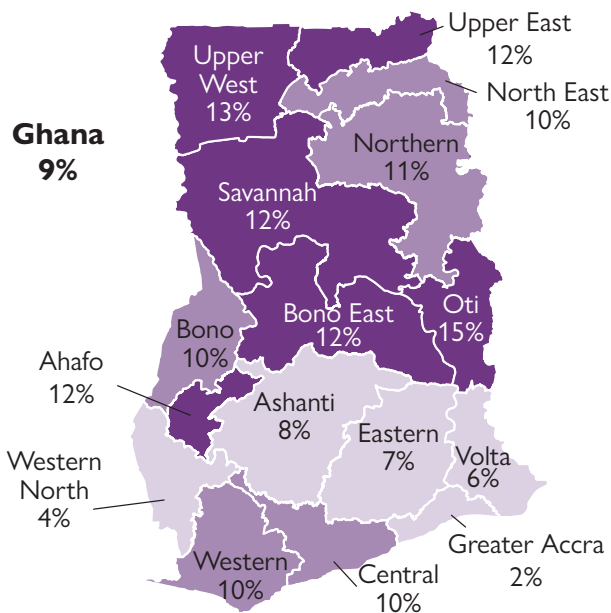 Upper East
12%
Upper
West
13%
North East
10%
Ghana
9%
Northern
11%
Savannah
12%
Oti
15%
Bono East
12%
Bono
10%
Ahafo
12%
Ashanti
8%
Eastern
7%
Volta
6%
Western
North
4%
Greater Accra
2%
Western
10%
Central
10%